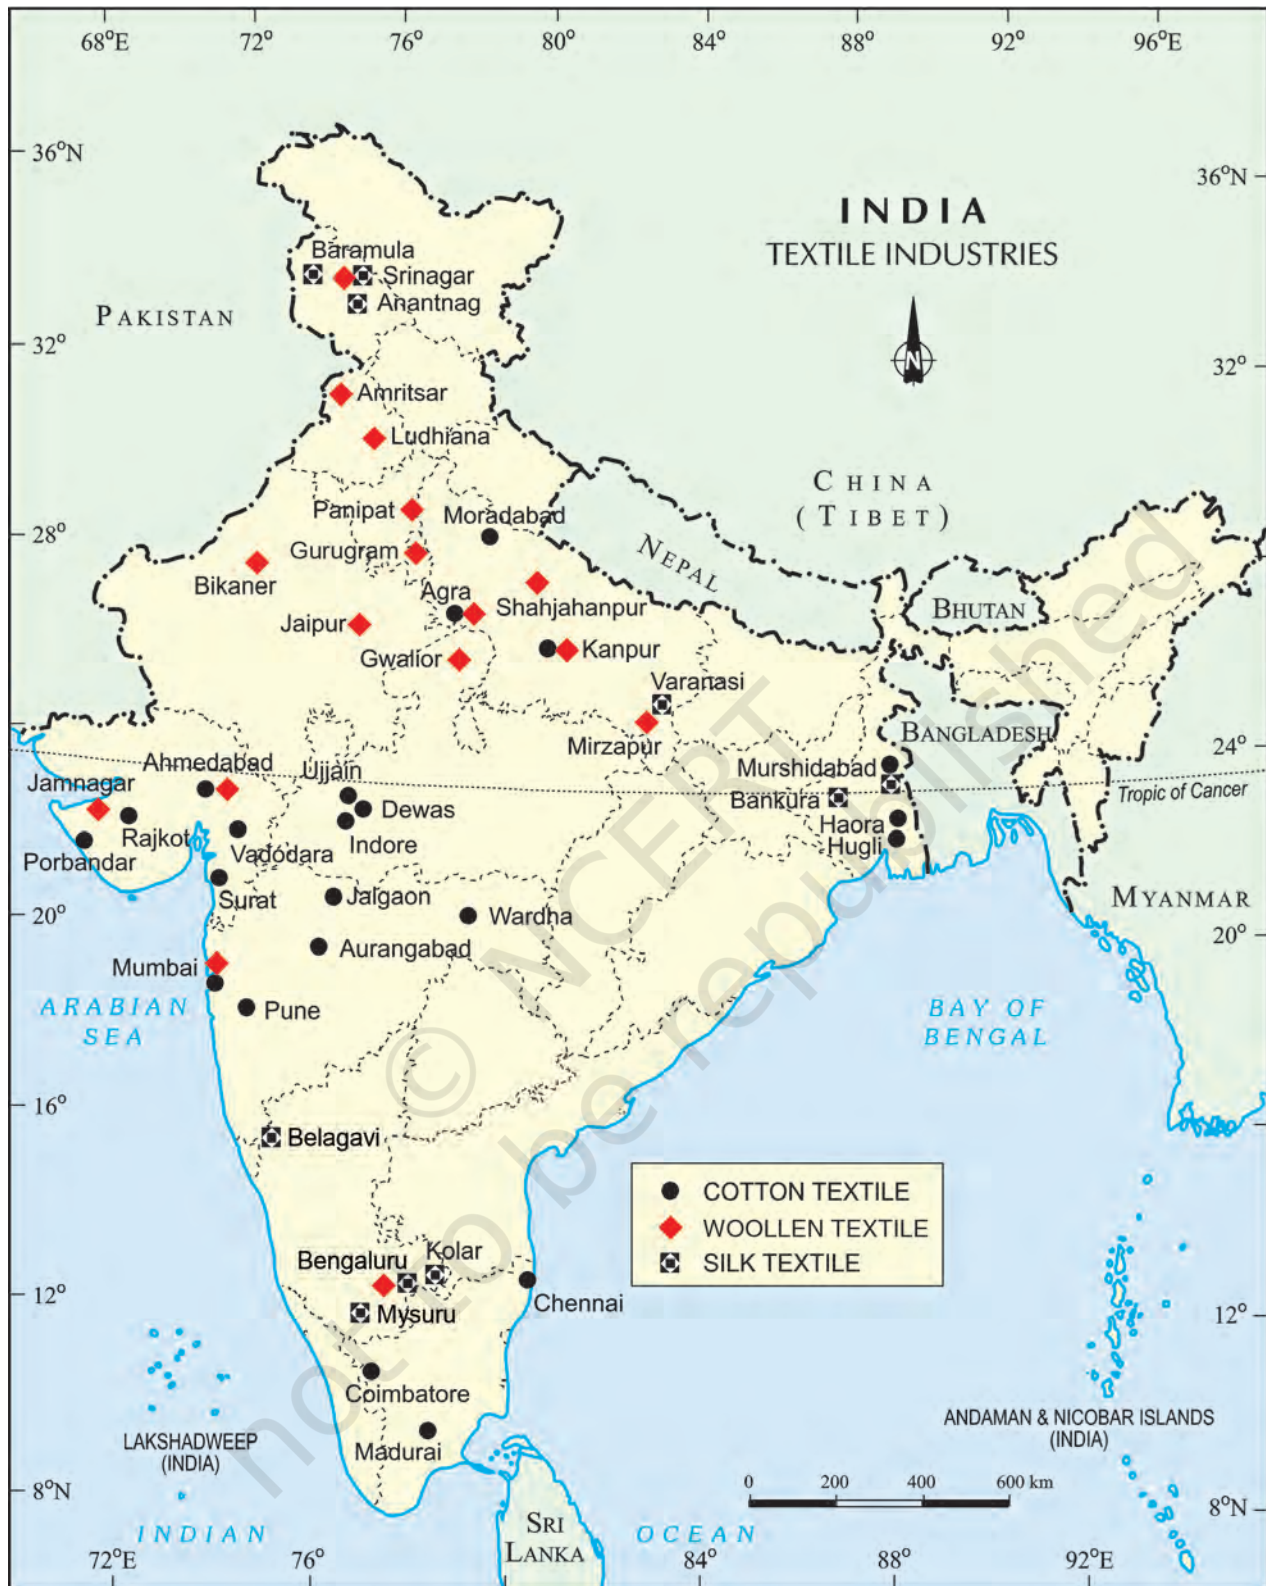 68°E
72°
76°
80°
84°
88°
92°
96°E
36°N
36°N
INDIA
TEXTILE INDUSTRIES
Baramula
Srinagar
Anantnag
PAKISTAN
N
32°
32°
Amritsar
Ludhiana
CHINA
(TIBET)
Panipat
Moradabad
28°
28°
Gurugram
NEPAL
Bikaner
Agra
Shahjahanpur
BHUTAN
Jaipur
Gwalior
Kanpur
Varanasi
Mirzapur
BANGLADESH
24°
Ahmedabad
Ujjain
Murshidabad
Jamnagar
Dewas
Bankura
Tropic of Cancer
Rajkot
Indore
Haora
Porbandar
Vadodara
Hugli
Surat
Jalgaon
MYANMAR
20°
Wardha
20°
Aurangabad
Mumbai
ARABIAN
SEA
Pune
BAY OF
BENGAL
16°
Belagavi
COTTON TEXTILE
WOOLLEN TEXTILE
SILK TEXTILE
Bengaluru
Kolar
12°
Chennai
12°
Mysuru
Coimbatore
Madurai
LAKSHADWEEP
(INDIA)
ANDAMAN & NICOBAR ISLANDS
(INDIA)
0 200 400 600 km
8°N
8°N
INDIAN
OCEAN
SRI
LANKA
72°E
76°
84°
88°
92°E
© NCERT
not to be republished